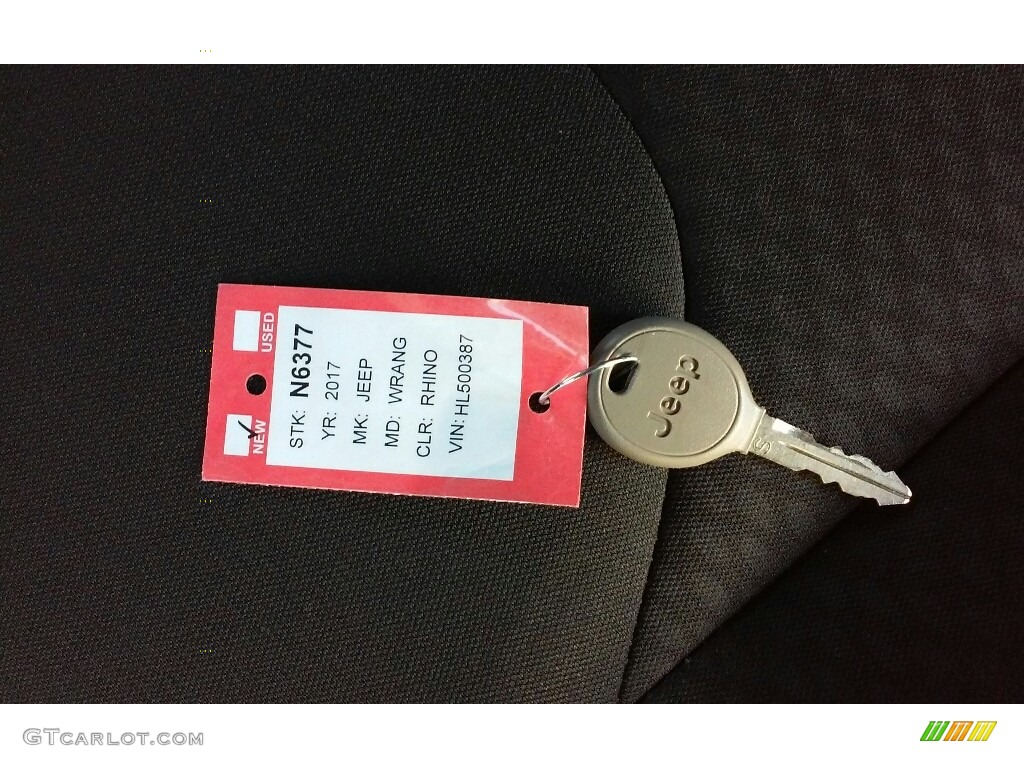 USED
NEW
STK: N6377
YR: 2017
MK: JEEP
MD: WRANG
CLR: RHINO
VIN: HL500387
Jeep
S
GTCARLOT.COM